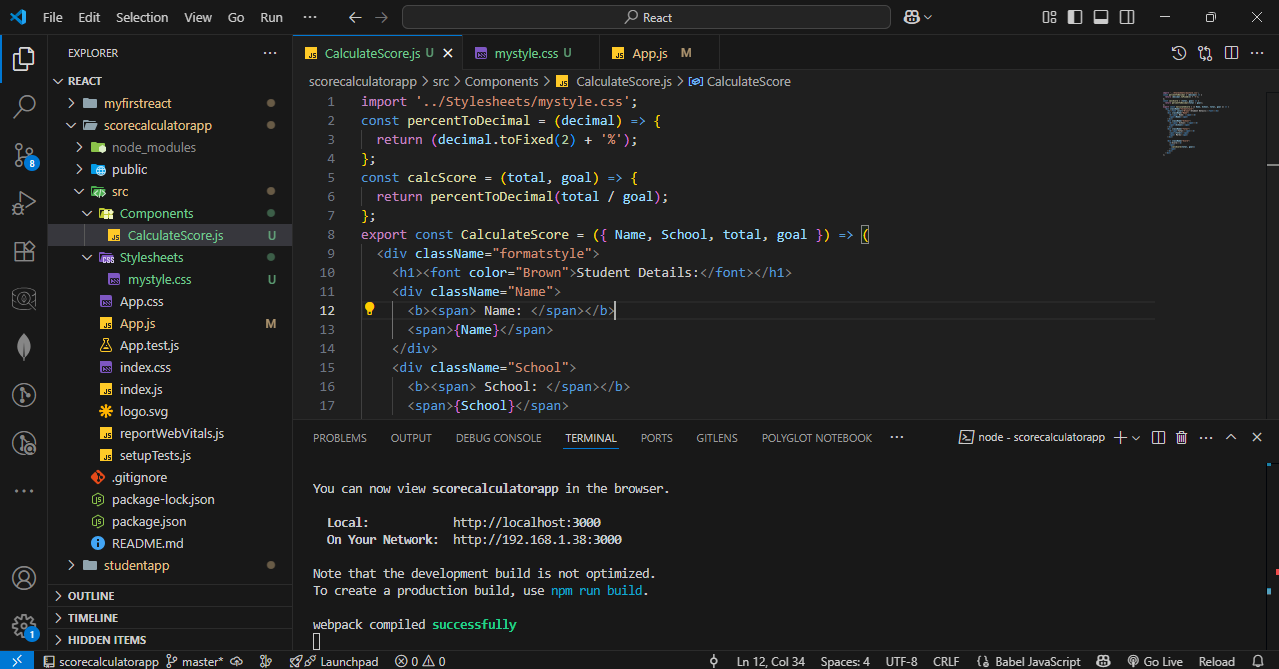 File Edit Selection View Go Run ··· React
EXPLORER ···
REACT
myfirstreact
scorecalculatorapp
node_modules
public
src
Components
CalculateScore.js U
Stylesheets
mystyle.css U
App.css
App.js M
App.test.js
index.css
index.js
logo.svg
reportWebVitals.js
setupTests.js
.gitignore
package-lock.json
package.json
README.md
studentapp
OUTLINE
TIMELINE
HIDDEN ITEMS
8
1
CalculateScore.js U mystyle.css U App.js M
scorecalculatorapp > src > Components > CalculateScore.js > CalculateScore
1 import '../Stylesheets/mystyle.css';
2 const percentToDecimal = (decimal) => {
3 return (decimal.toFixed(2) + '%');
4 };
5 const calcScore = (total, goal) => {
6 return percentToDecimal(total / goal);
7 };
8 export const CalculateScore = ({ Name, School, total, goal }) => (
9 <div className="formatstyle">
10 <h1><font color="Brown">Student Details:</font></h1>
11 <div className="Name">
12 <b><span> Name: </span></b>
13 <span>{Name}</span>
14 </div>
15 <div className="School">
16 <b><span> School: </span></b>
17 <span>{School}</span>
PROBLEMS OUTPUT DEBUG CONSOLE TERMINAL PORTS GITLENS POLYGLOT NOTEBOOK ··· node - scorecalculatorapp
You can now view scorecalculatorapp in the browser.
Local: http://localhost:3000
On Your Network: http://192.168.1.38:3000
Note that the development build is not optimized.
To create a production build, use npm run build.
webpack compiled successfully
scorecalculatorapp master* Launchpad 0 0 Ln 12, Col 34 Spaces: 4 UTF-8 CRLF {} Babel JavaScript Go Live Reload